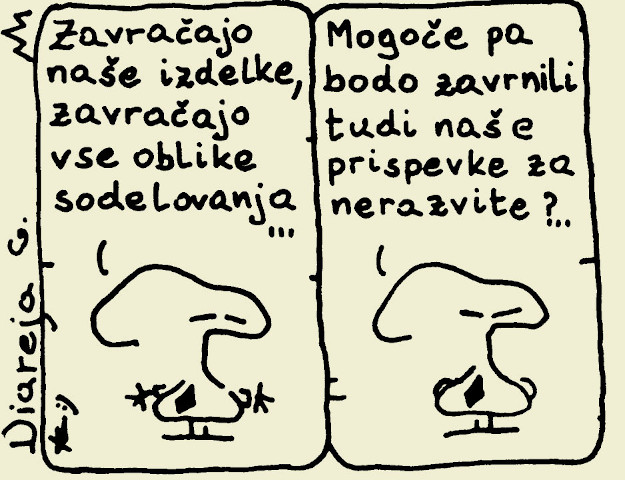 Zavračajo
naše izdelke,
zavračajo
vse oblike
sodelovanja
...
Mogoče pa
bodo zavrnili
tudi naše
prispevke za
nerazvite ?...
Diareja